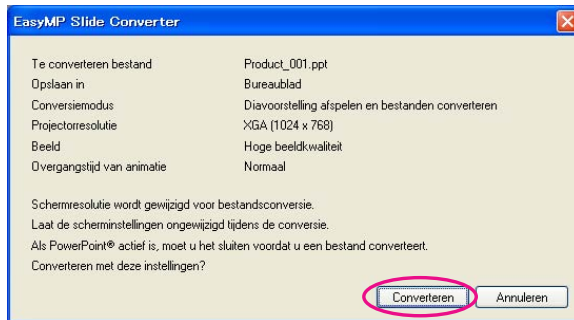 EasyMP Slide Converter
Te converteren bestand Product_001.ppt
Opslaan in Bureaublad
Conversiemodus Diavoorstelling afspelen en bestanden converteren
Projectorresolutie XGA (1024 x 768)
Beeld Hoge beeldkwaliteit
Overgangstijd van animatie Normaal
Schermresolutie wordt gewijzigd voor bestandsconversie.
Laat de scherminstellingen ongewijzigd tijdens de conversie.
Als PowerPoint® actief is, moet u het sluiten voordat u een bestand converteert.
Converteren met deze instellingen?
Converteren Annuleren